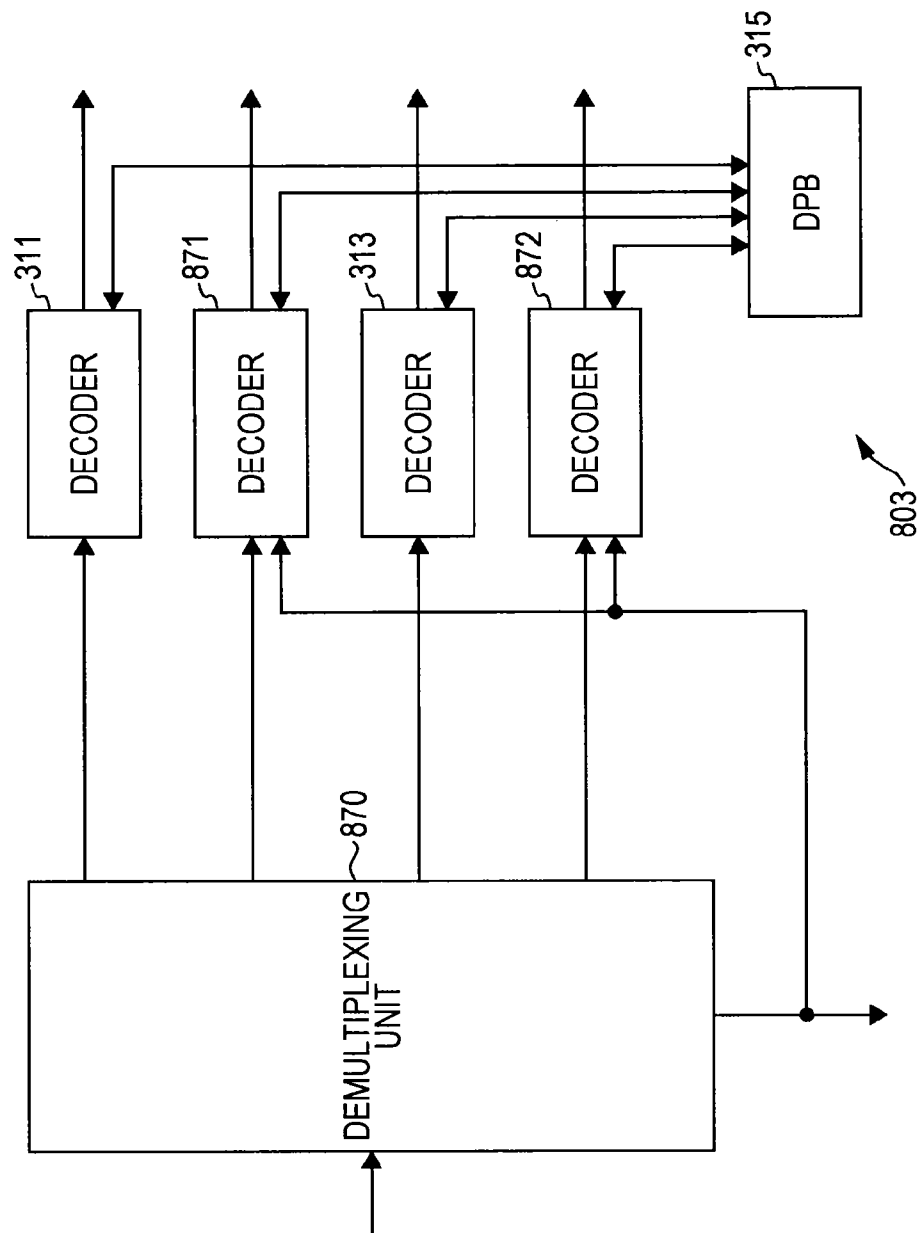 803
DEMULTIPLEXING
UNIT
870
DECODER
311
DECODER
871
DECODER
313
DECODER
872
DPB
315